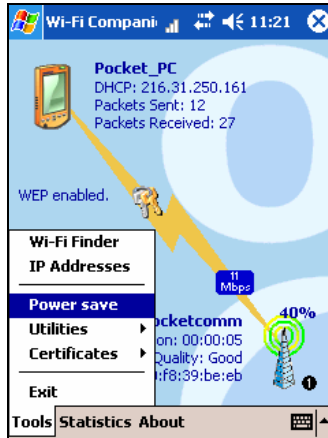 Wi-Fi Compani 11:21
Pocket_PC
DHCP: 216.31.250.161
Packets Sent: 12
Packets Received: 27
WEP enabled.
11
Mbps
40%
ocketcomm
on: 00:00:05
Quality: Good
:f8:39:be:eb
1
Wi-Fi Finder
IP Addresses
Power save
Utilities
Certificates
Exit
Tools Statistics About